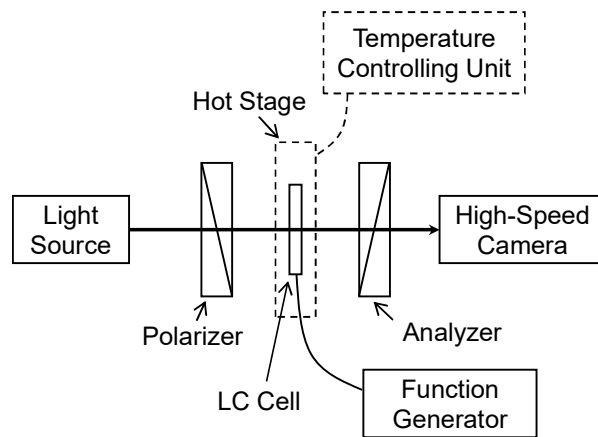 Temperature
Controlling Unit
Hot Stage
Light
Source
High-Speed
Camera
Polarizer
Analyzer
LC Cell
Function
Generator